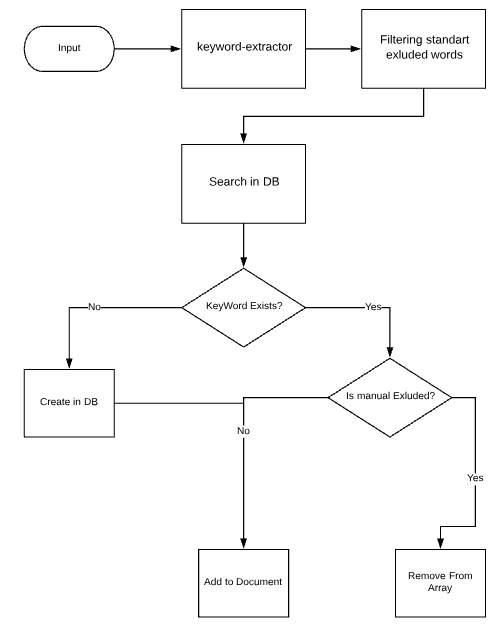 Input
keyword-extractor
Filtering standart
exluded words
Search in DB
KeyWord Exists?
No
Yes
Create in DB
Is manual Exluded?
No
Yes
Add to Document
Remove From
Array